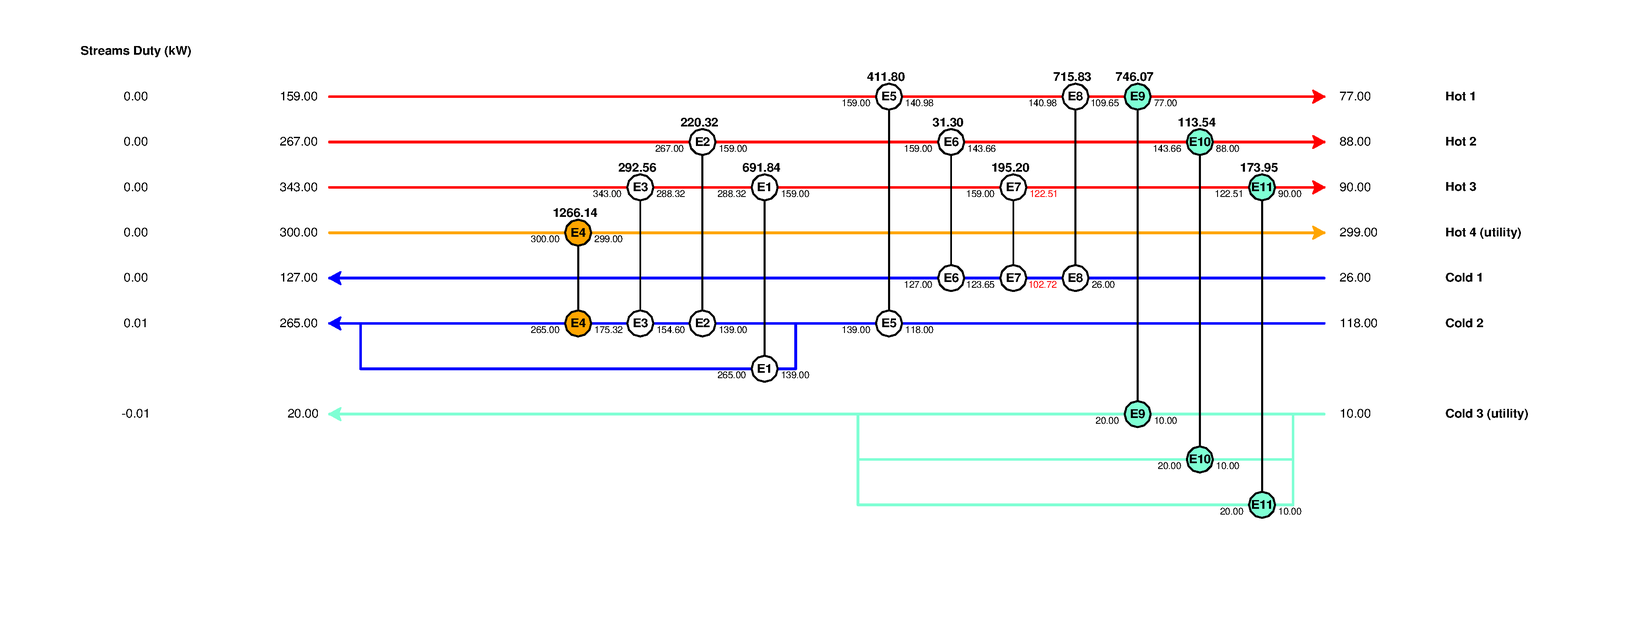 Streams Duty (kW)
411.80 715.83 746.07
0.00 159.00 E5 E8 E9 77.00 Hot 1
159.00 140.98 140.98 109.65 77.00
220.32 31.30 113.54
0.00 267.00 E2 E6 E10 88.00 Hot 2
267.00 159.00 159.00 143.66 143.66 88.00
292.56 691.84 195.20 173.95
0.00 343.00 E3 E1 E7 E11 90.00 Hot 3
343.00 288.32 288.32 159.00 159.00 122.51 122.51 90.00
1266.14
0.00 300.00 E4 299.00 Hot 4 (utility)
300.00 299.00
0.00 127.00 E6 E7 E8 26.00 Cold 1
127.00 123.65 102.72 26.00
0.01 265.00 E4 E3 E2 E5 118.00 Cold 2
265.00 175.32 154.60 139.00 139.00 118.00
E1
265.00 139.00
-0.01 20.00 E9 10.00 Cold 3 (utility)
20.00 10.00
E10
20.00 10.00
E11
20.00 10.00